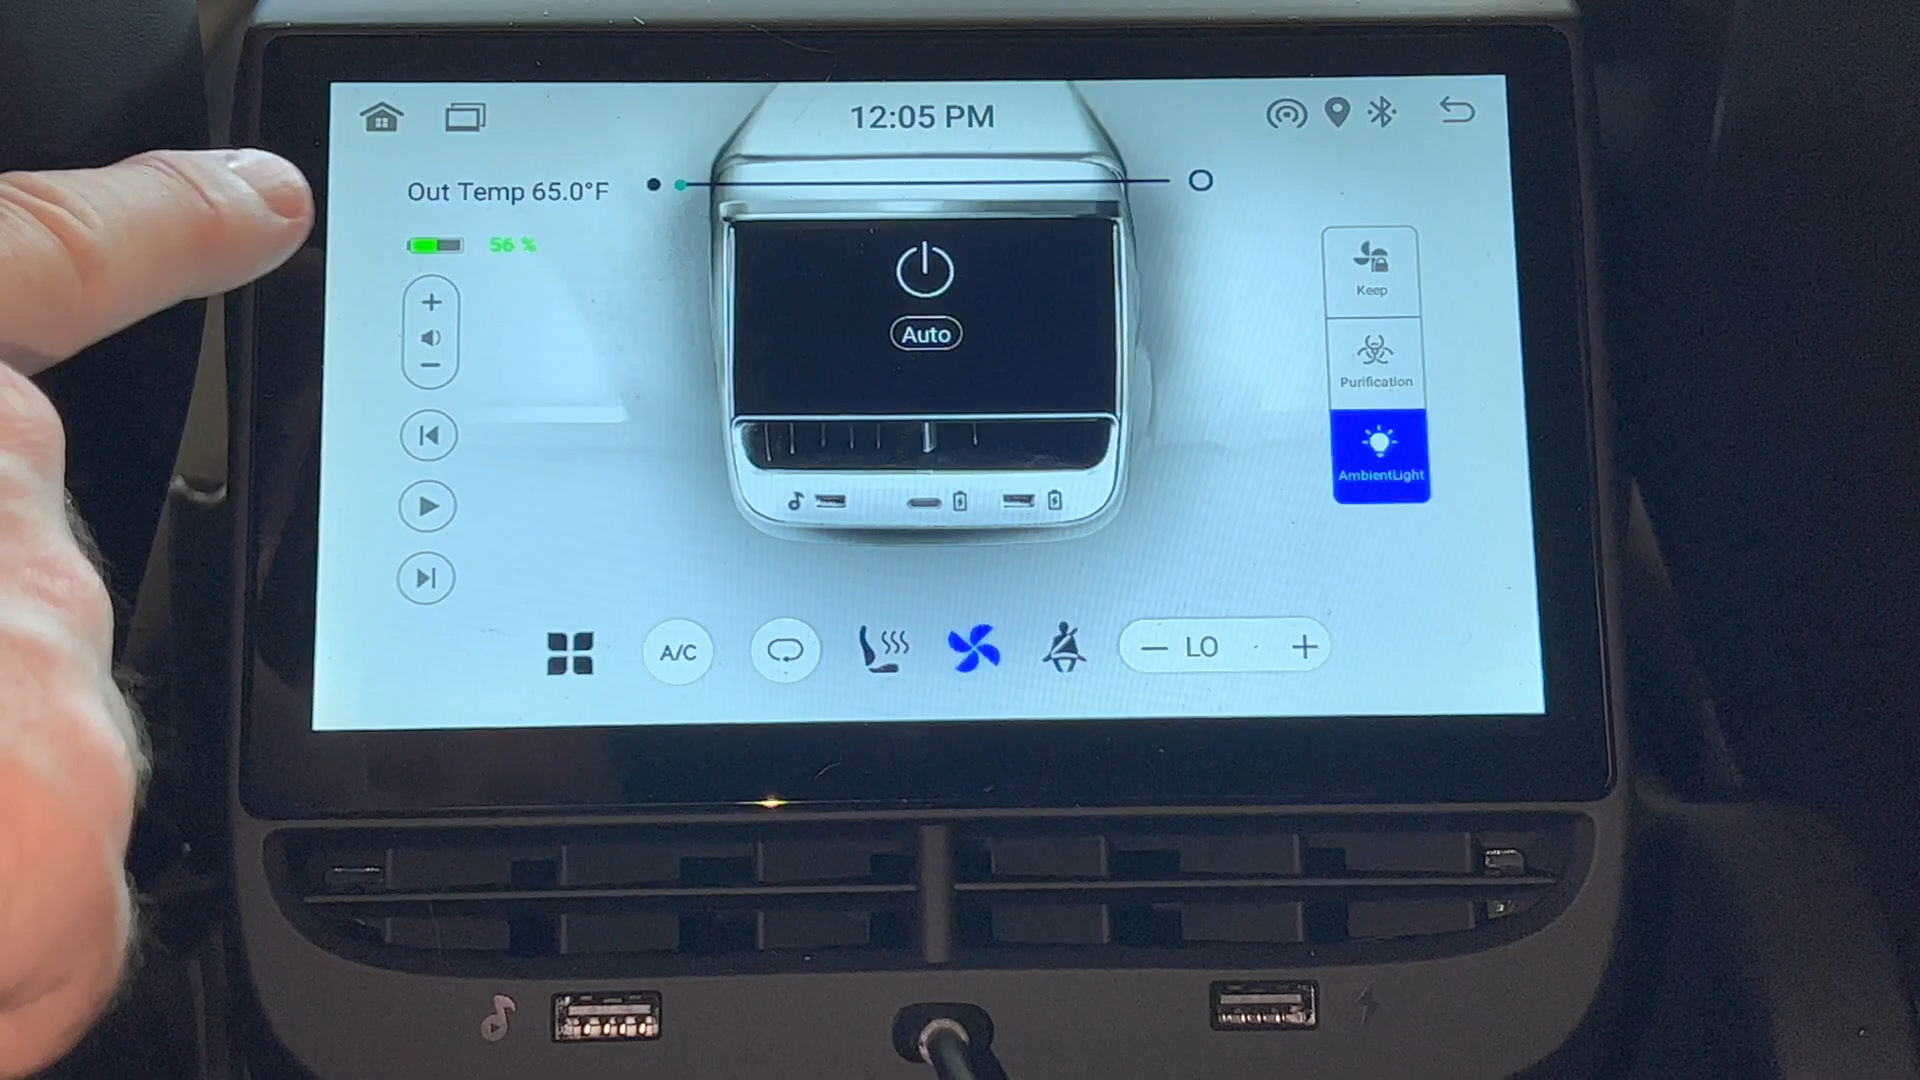 12:05 PM
Out Temp 65.0°F
56 %
Auto
Keep
Purification
AmbientLight
A/C
LO